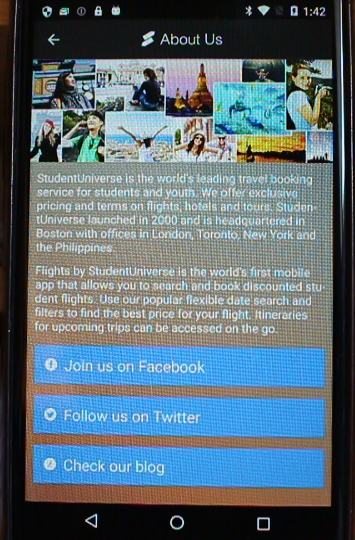 1:42
About Us
StudentUniverse is the world's leading travel booking
service for students and youth. We offer exclusive
pricing and terms on flights, hotels and tours. Studen-
tUniverse launched in 2000 and is headquartered in
Boston with offices in London, Toronto, New York and
the Philippines.
Flights by StudentUniverse is the world's first mobile
app that allows you to search and book discounted stu-
dent flights. Use our popular flexible date search and
filters to find the best price for your flight. Itineraries
for upcoming trips can be accessed on the go.
Join us on Facebook
Follow us on Twitter
Check our blog